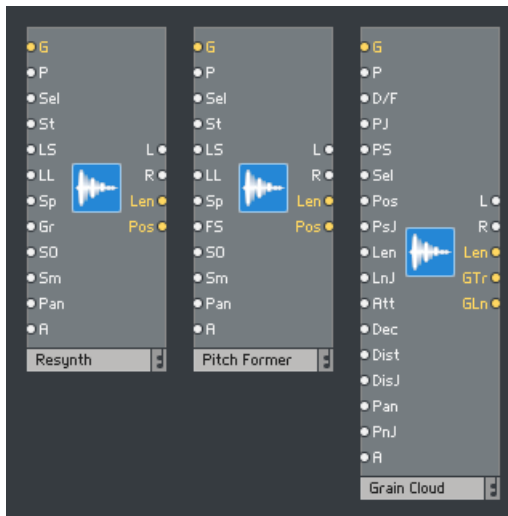 G
P
Sel
St
LS
LL
Sp
Gr
SO
Sm
Pan
A
L
R
Len
Pos
Resynth
G
P
Sel
St
LS
LL
Sp
FS
SO
Sm
Pan
A
L
R
Len
Pos
Pitch Former
G
P
D/F
PJ
PS
Sel
Pos
PsJ
Len
LnJ
Att
Dec
Dist
DisJ
Pan
PnJ
A
L
R
Len
GTr
GLn
Grain Cloud